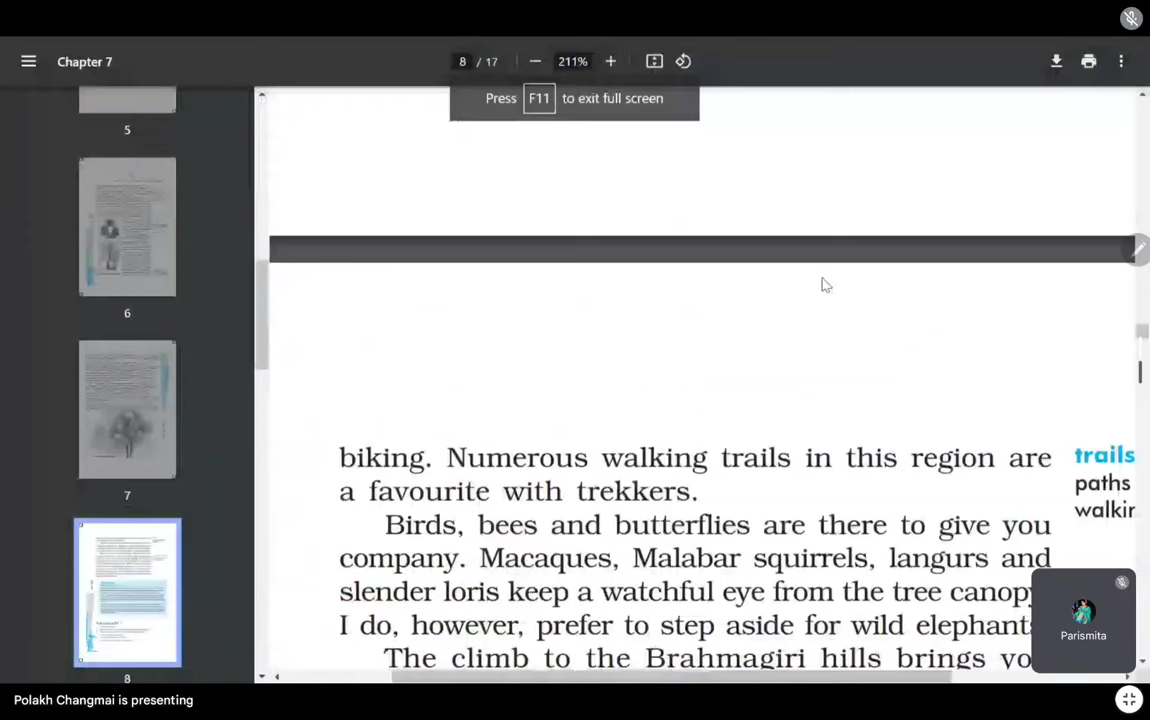 Chapter 7
8 / 17
211%
Press F11 to exit full screen
5
6
7
8
biking. Numerous walking trails in this region are
a favourite with trekkers.
Birds, bees and butterflies are there to give you
company. Macaques, Malabar squirrels, langurs and
slender loris keep a watchful eye from the tree canopy
I do, however, prefer to step aside for wild elephants
The climb to the Brahmagiri hills brings yo
trails
paths
walkin
Parismita
Polakh Changmai is presenting